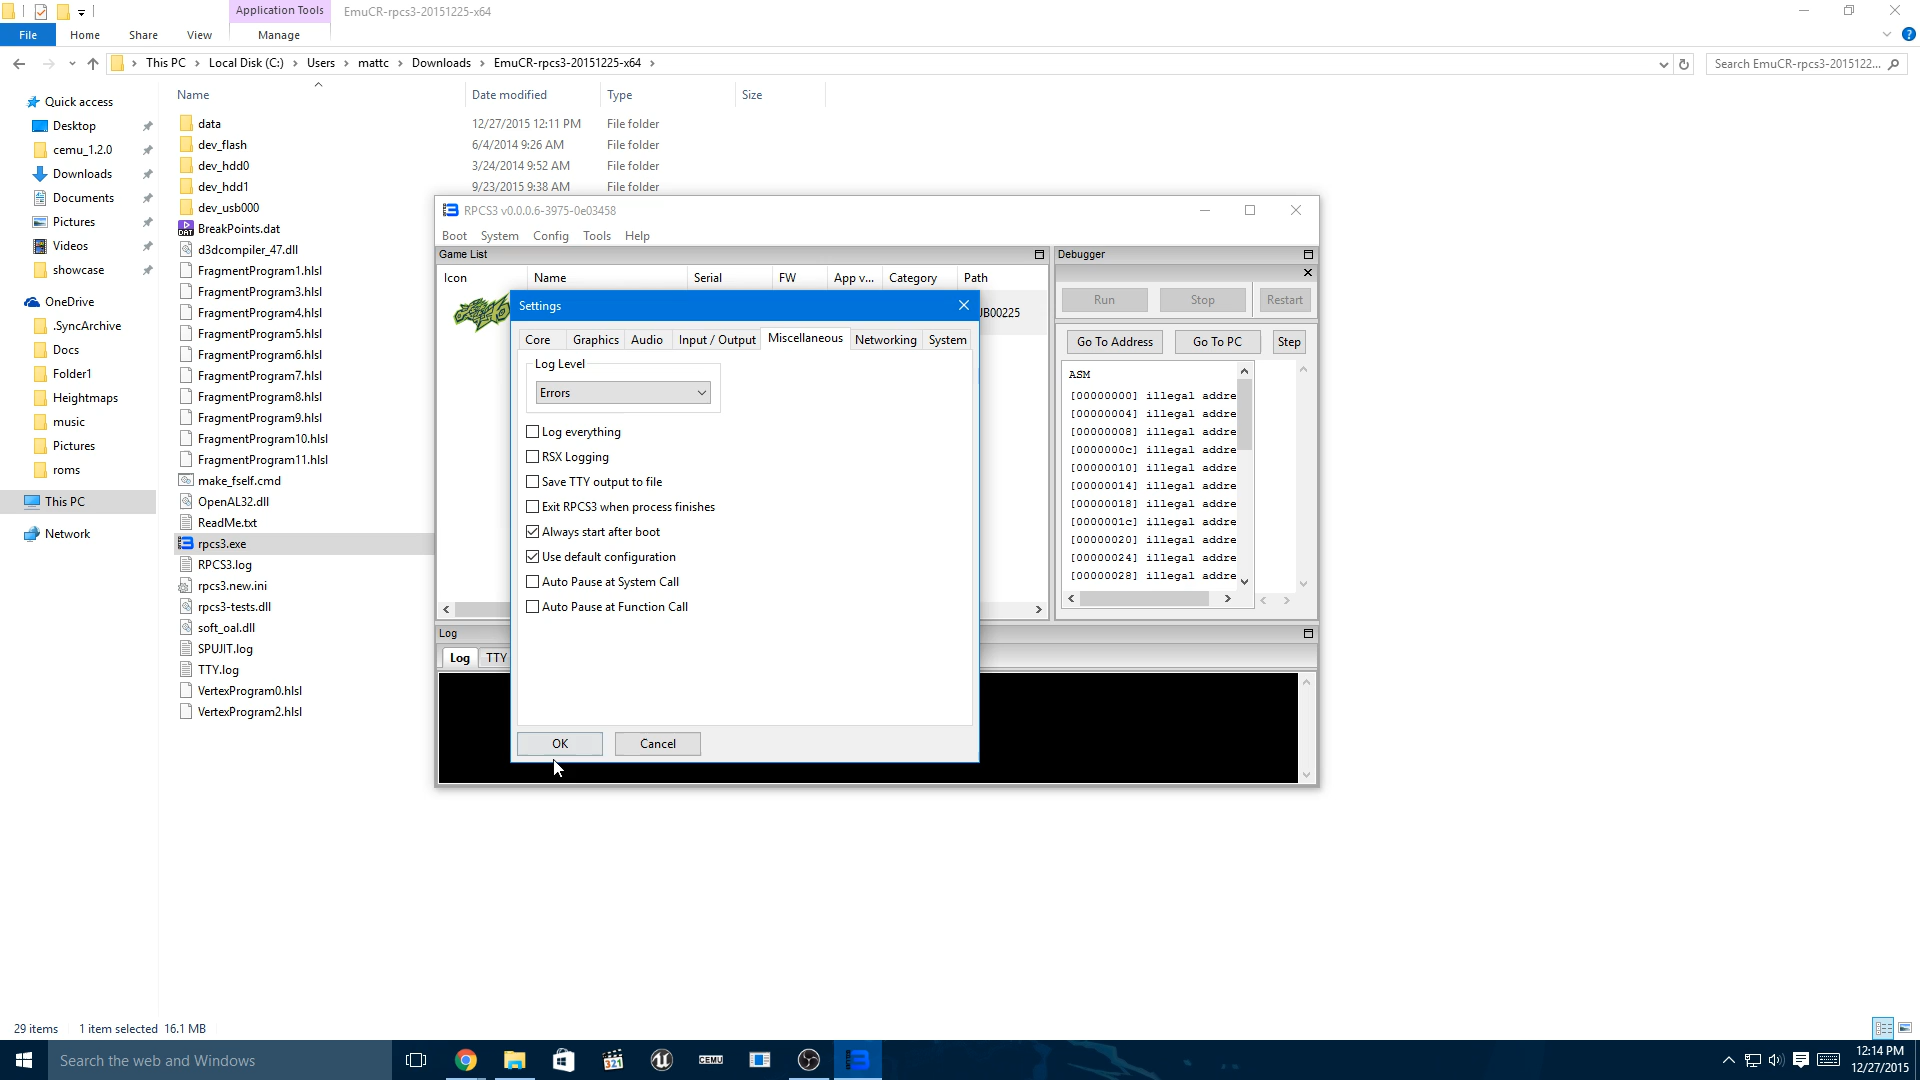 Application Tools
EmuCR-rpcs3-20151225-x64
File
Home
Share
View
Manage
This PC
Local Disk (C:)
Users
mattc
Downloads
EmuCR-rpcs3-20151225-x64
Search EmuCR-rpcs3-2015122...
Name
Date modified
Type
Size
Quick access
Desktop
cemu_1.2.0
Downloads
Documents
Pictures
Videos
showcase
OneDrive
.SyncArchive
Docs
Folder1
Heightmaps
music
Pictures
roms
This PC
Network
data 12/27/2015 12:11 PM File folder
dev_flash 6/4/2014 9:26 AM File folder
dev_hdd0 3/24/2014 9:52 AM File folder
dev_hdd1 9/23/2015 9:38 AM File folder
dev_usb000
BreakPoints.dat
d3dcompiler_47.dll
FragmentProgram1.hlsl
FragmentProgram3.hlsl
FragmentProgram4.hlsl
FragmentProgram5.hlsl
FragmentProgram6.hlsl
FragmentProgram7.hlsl
FragmentProgram8.hlsl
FragmentProgram9.hlsl
FragmentProgram10.hlsl
FragmentProgram11.hlsl
make_fself.cmd
OpenAL32.dll
ReadMe.txt
rpcs3.exe
RPCS3.log
rpcs3.new.ini
rpcs3-tests.dll
soft_oal.dll
SPUJIT.log
TTY.log
VertexProgram0.hlsl
VertexProgram2.hlsl
RPCS3 v0.0.0.6-3975-0e03458
Boot System Config Tools Help
Game List
Icon Name Serial FW App v... Category Path
JB00225
Settings
Core Graphics Audio Input / Output Miscellaneous Networking System
Log Level
Errors
Log everything
RSX Logging
Save TTY output to file
Exit RPCS3 when process finishes
Always start after boot
Use default configuration
Auto Pause at System Call
Auto Pause at Function Call
OK
Cancel
Debugger
Run
Stop
Restart
Go To Address
Go To PC
Step
ASM
[00000000] illegal addre
[00000004] illegal addre
[00000008] illegal addre
[0000000c] illegal addre
[00000010] illegal addre
[00000014] illegal addre
[00000018] illegal addre
[0000001c] illegal addre
[00000020] illegal addre
[00000024] illegal addre
[00000028] illegal addre
Log
Log
TTY
29 items
1 item selected 16.1 MB
Search the web and Windows
321
CEMU
12:14 PM
12/27/2015